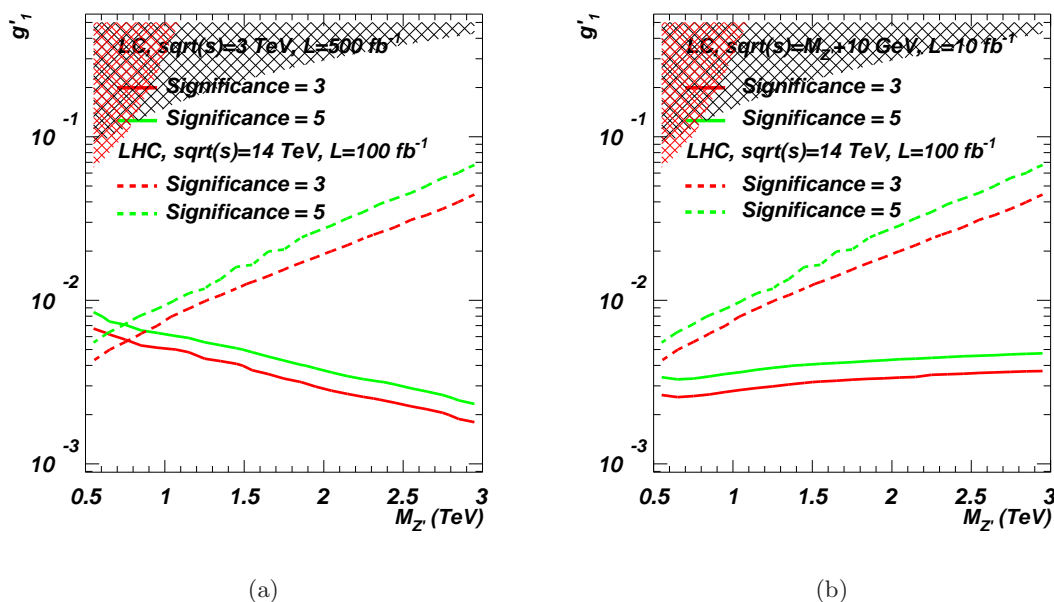 g'1
LC, sqrt(s)=3 TeV, L=500 fb-1
Significance = 3
Significance = 5
LHC, sqrt(s)=14 TeV, L=100 fb-1
Significance = 3
Significance = 5
10 -1
10 -2
10 -3
0.5 1 1.5 2 2.5 3
MZ' (TeV)
(a)
g'1
LC, sqrt(s)=MZ'+10 GeV, L=10 fb-1
Significance = 3
Significance = 5
LHC, sqrt(s)=14 TeV, L=100 fb-1
Significance = 3
Significance = 5
10 -1
10 -2
10 -3
0.5 1 1.5 2 2.5 3
MZ' (TeV)
(b)